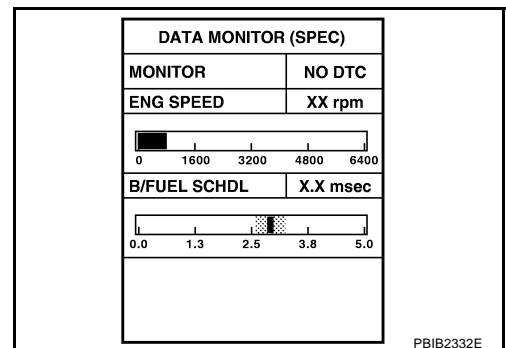 DATA MONITOR (SPEC)
MONITOR NO DTC
ENG SPEED XX rpm
0 1600 3200 4800 6400
B/FUEL SCHDL X.X msec
0.0 1.3 2.5 3.8 5.0
PBIB2332E